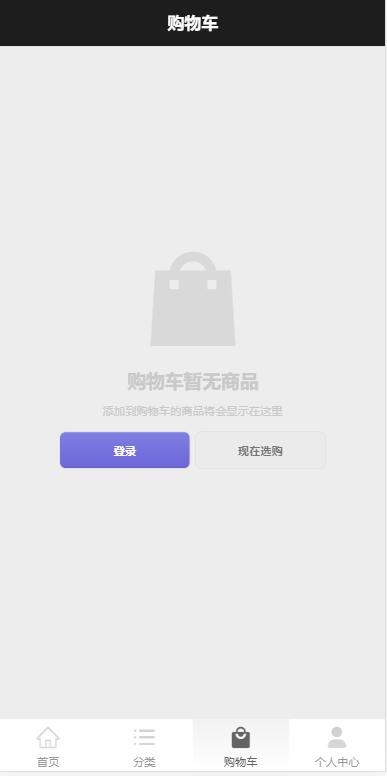 购物车
购物车暂无商品
添加到购物车的商品将会显示在这里
登录 现在选购
首页 分类 购物车 个人中心